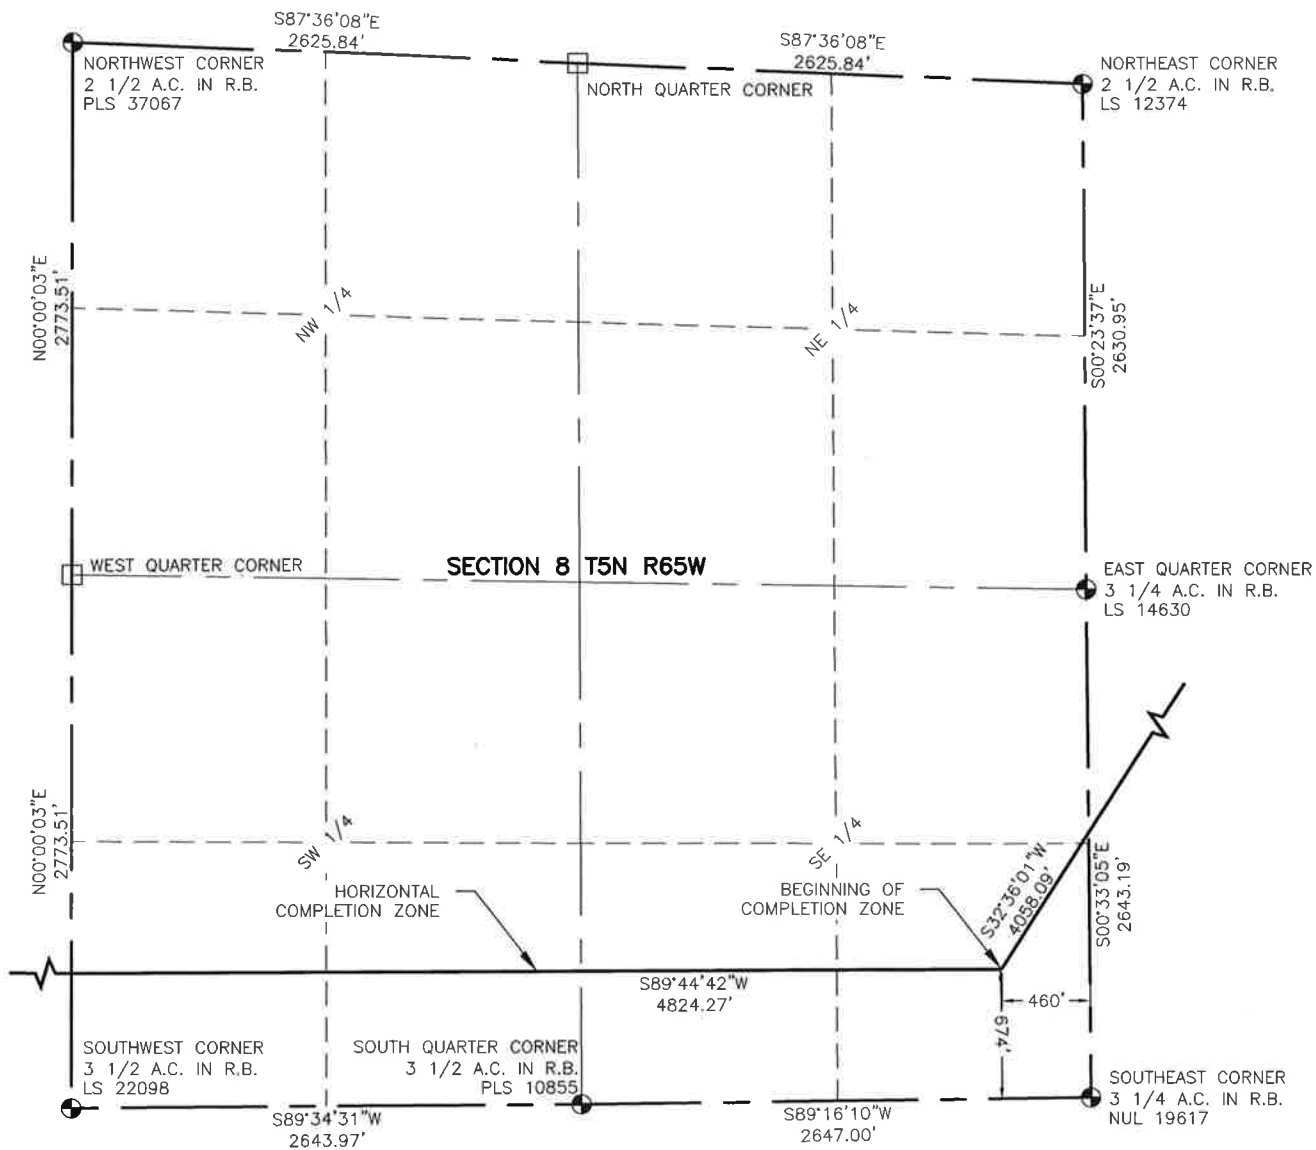 S87°36'08"E
2625.84'
S87°36'08"E
2625.84'
NORTHWEST CORNER
2 1/2 A.C. IN R.B.
PLS 37067
NORTH QUARTER CORNER
NORTHEAST CORNER
2 1/2 A.C. IN R.B.
LS 12374
N00°00'03"E
2773.51'
NW 1/4
NE 1/4
S00°23'37"E
2630.95'
WEST QUARTER CORNER
SECTION 8 T5N R65W
EAST QUARTER CORNER
3 1/4 A.C. IN R.B.
LS 14630
N00°00'03"E
2773.51'
SW 1/4
SE 1/4
HORIZONTAL
COMPLETION ZONE
BEGINNING OF
COMPLETION ZONE
S32°36'01"W
4058.09'
S00°33'05"E
2643.19'
S89°44'42"W
4824.27'
460'
674'
SOUTHWEST CORNER
3 1/2 A.C. IN R.B.
LS 22098
SOUTH QUARTER CORNER
3 1/2 A.C. IN R.B.
PLS 10855
SOUTHEAST CORNER
3 1/4 A.C. IN R.B.
NUL 19617
S89°34'31"W
2643.97'
S89°16'10"W
2647.00'